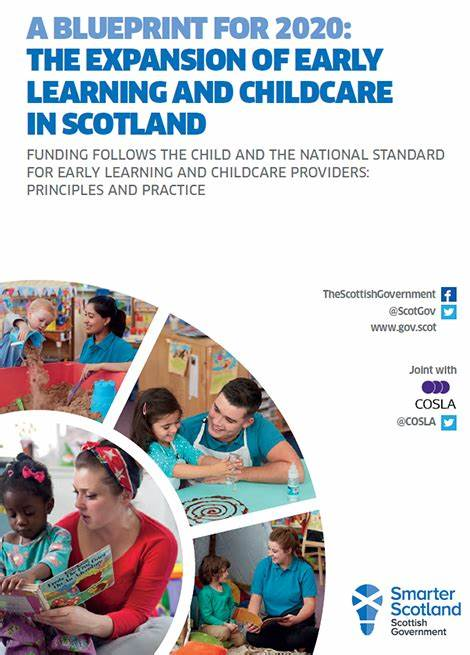 A BLUEPRINT FOR 2020:
THE EXPANSION OF EARLY
LEARNING AND CHILDCARE
IN SCOTLAND
FUNDING FOLLOWS THE CHILD AND THE NATIONAL STANDARD
FOR EARLY LEARNING AND CHILDCARE PROVIDERS:
PRINCIPLES AND PRACTICE
TheScottishGovernment
@ScotGov
www.gov.scot
Joint with
COSLA
@COSLA
Smarter
Scotland
Scottish
Government